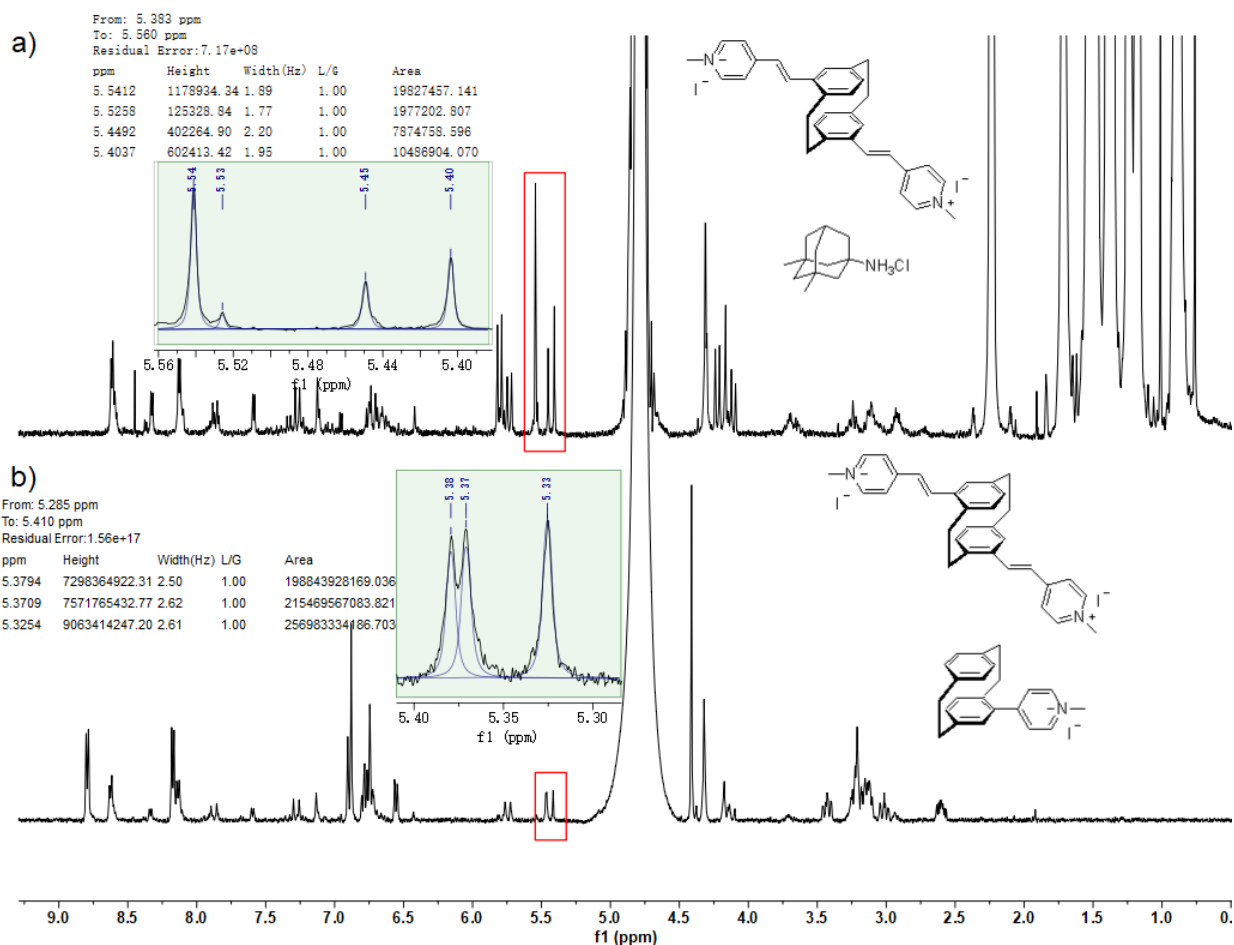 a)
From: 5.383 ppm
To: 5.560 ppm
Residual Error:7.17e+08
ppm Height Width(Hz) L/G Area
5.5412 1178934.34 1.89 1.00 19827457.141
5.5258 125328.84 1.77 1.00 1977202.807
5.4492 402264.90 2.20 1.00 7874758.596
5.4037 602413.42 1.95 1.00 10486904.070
5.54 5.53 5.45 5.40
5.56 5.52 5.48 5.44 5.40
f1 (ppm)
N
I⁻
N
+
I⁻
NH₃Cl
b)
From: 5.285 ppm
To: 5.410 ppm
Residual Error:1.56e+17
ppm Height Width(Hz) L/G Area
5.3794 7298364922.31 2.50 1.00 198843928169.036
5.3709 7571765432.77 2.62 1.00 215469567083.821
5.3254 9063414247.20 2.61 1.00 256983334186.703
5.38 5.37 5.33
5.40 5.35 5.30
f1 (ppm)
N
I⁻
N
+
I⁻
N
I⁻
9.0 8.5 8.0 7.5 7.0 6.5 6.0 5.5 5.0 4.5 4.0 3.5 3.0 2.5 2.0 1.5 1.0 0.
f1 (ppm)